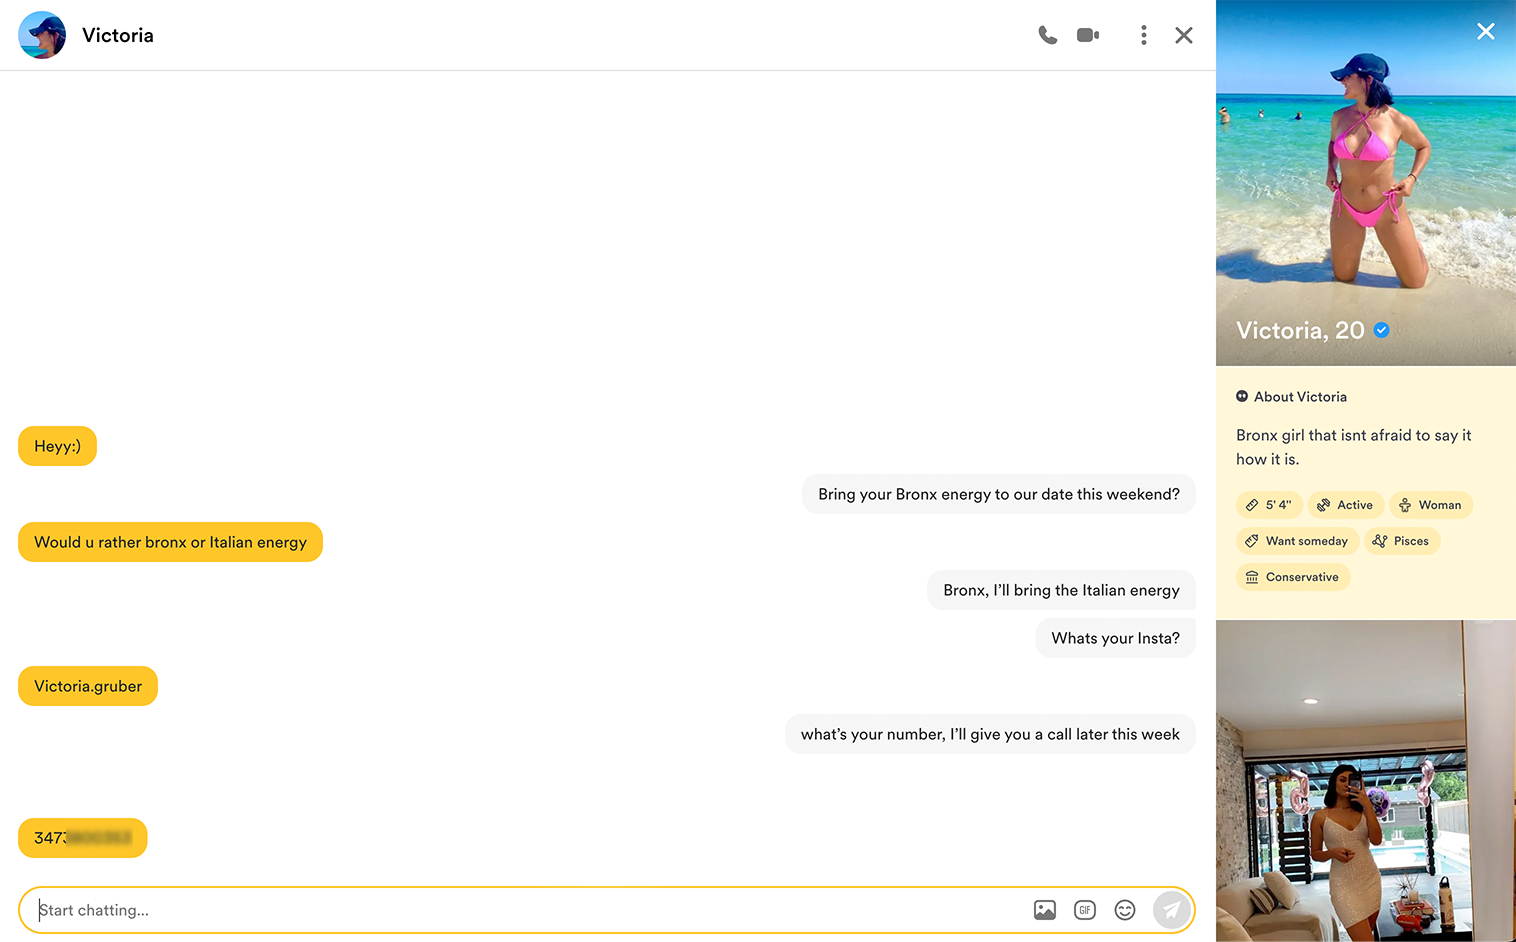 Victoria
Heyy:)
Bring your Bronx energy to our date this weekend?
Would u rather bronx or Italian energy
Bronx, I’ll bring the Italian energy
Whats your Insta?
Victoria.gruber
what’s your number, I’ll give you a call later this week
3473
Start chatting...
GIF
Victoria, 20
About Victoria
Bronx girl that isnt afraid to say it
how it is.
5' 4"
Active
Woman
Want someday
Pisces
Conservative